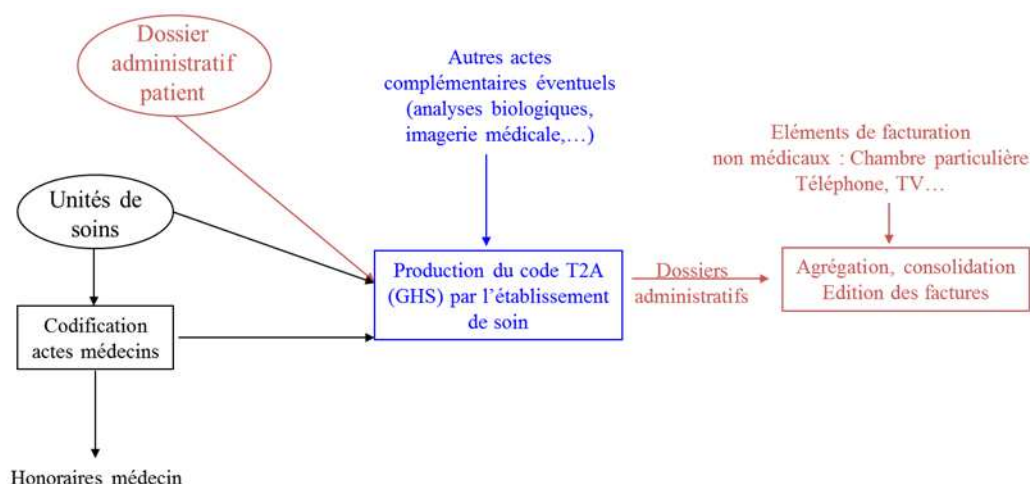 Dossier
administratif
patient
Autres actes
complémentaires éventuels
(analyses biologiques,
imagerie médicale,…)
Eléments de facturation
non médicaux : Chambre particulière
Téléphone, TV…
Unités de
soins
Production du code T2A
(GHS) par l’établissement
de soin
Dossiers
administratifs
Agrégation, consolidation
Edition des factures
Codification
actes médecins
Honoraires médecin